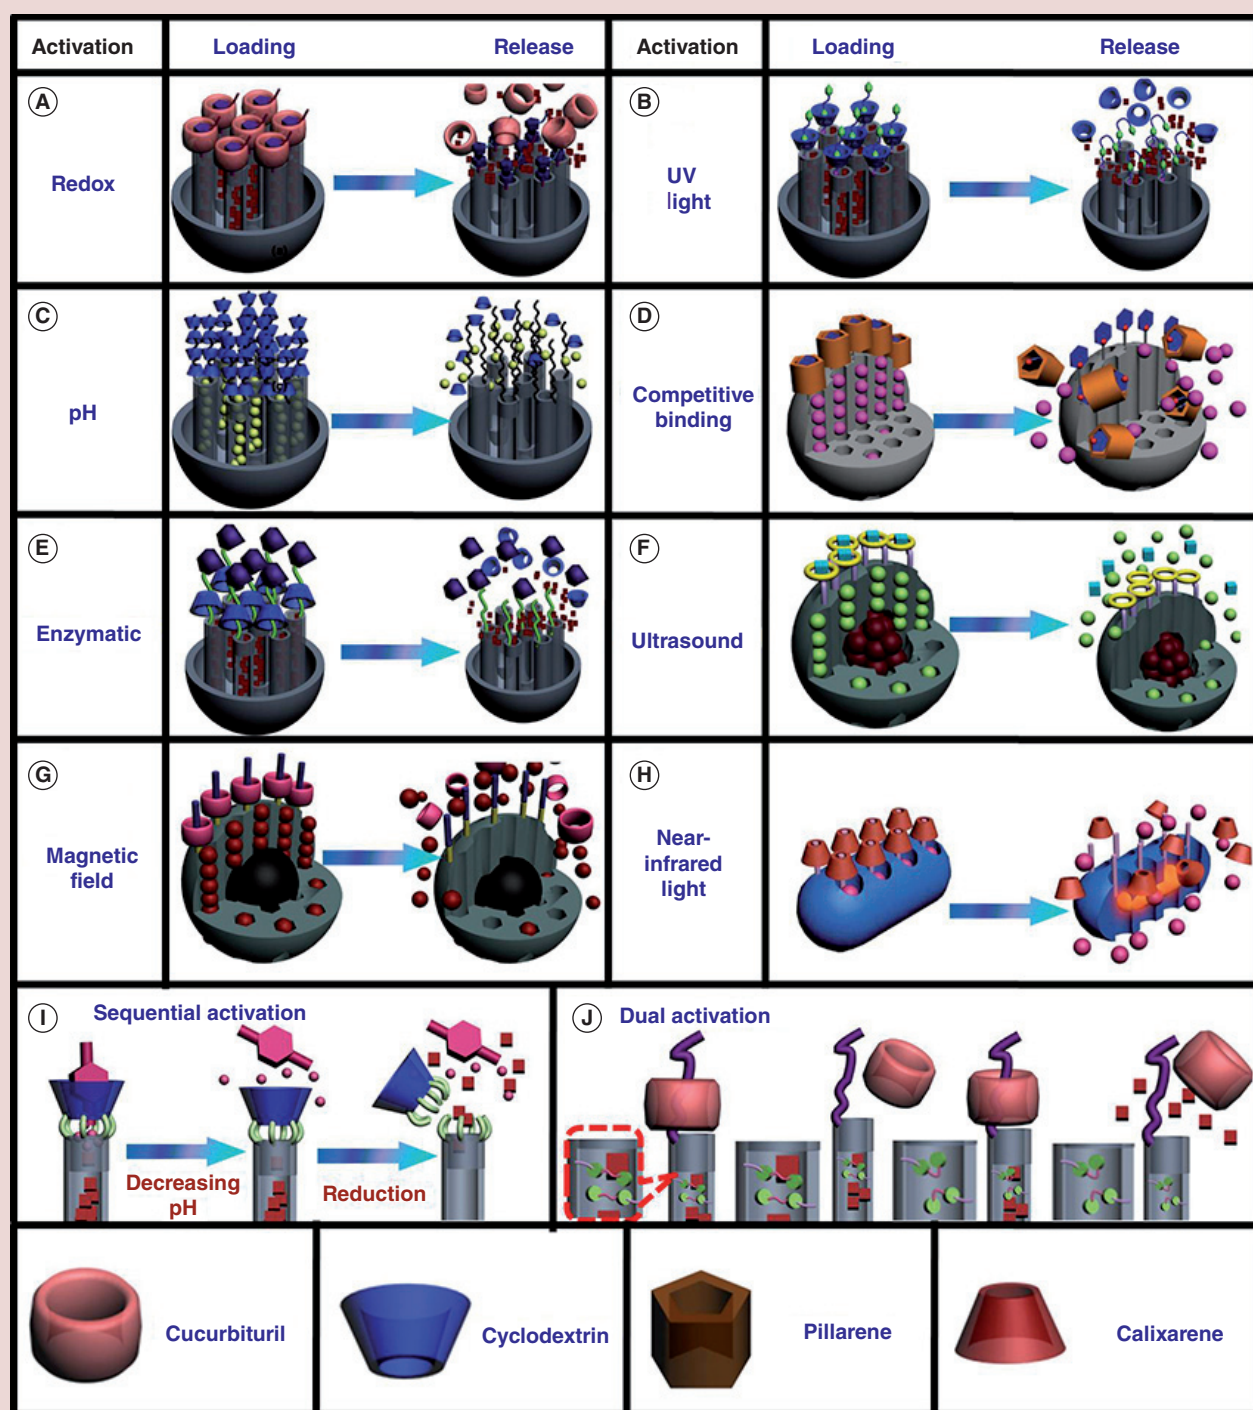 Activation Loading Release Activation Loading Release
A B
Redox UV
light
C D
pH Competitive
binding
E F
Enzymatic Ultrasound
G H
Magnetic
field
Near-
infrared
light
I Sequential activation J Dual activation
Decreasing
pH
Reduction
Cucurbituril Cyclodextrin Pillarene Calixarene